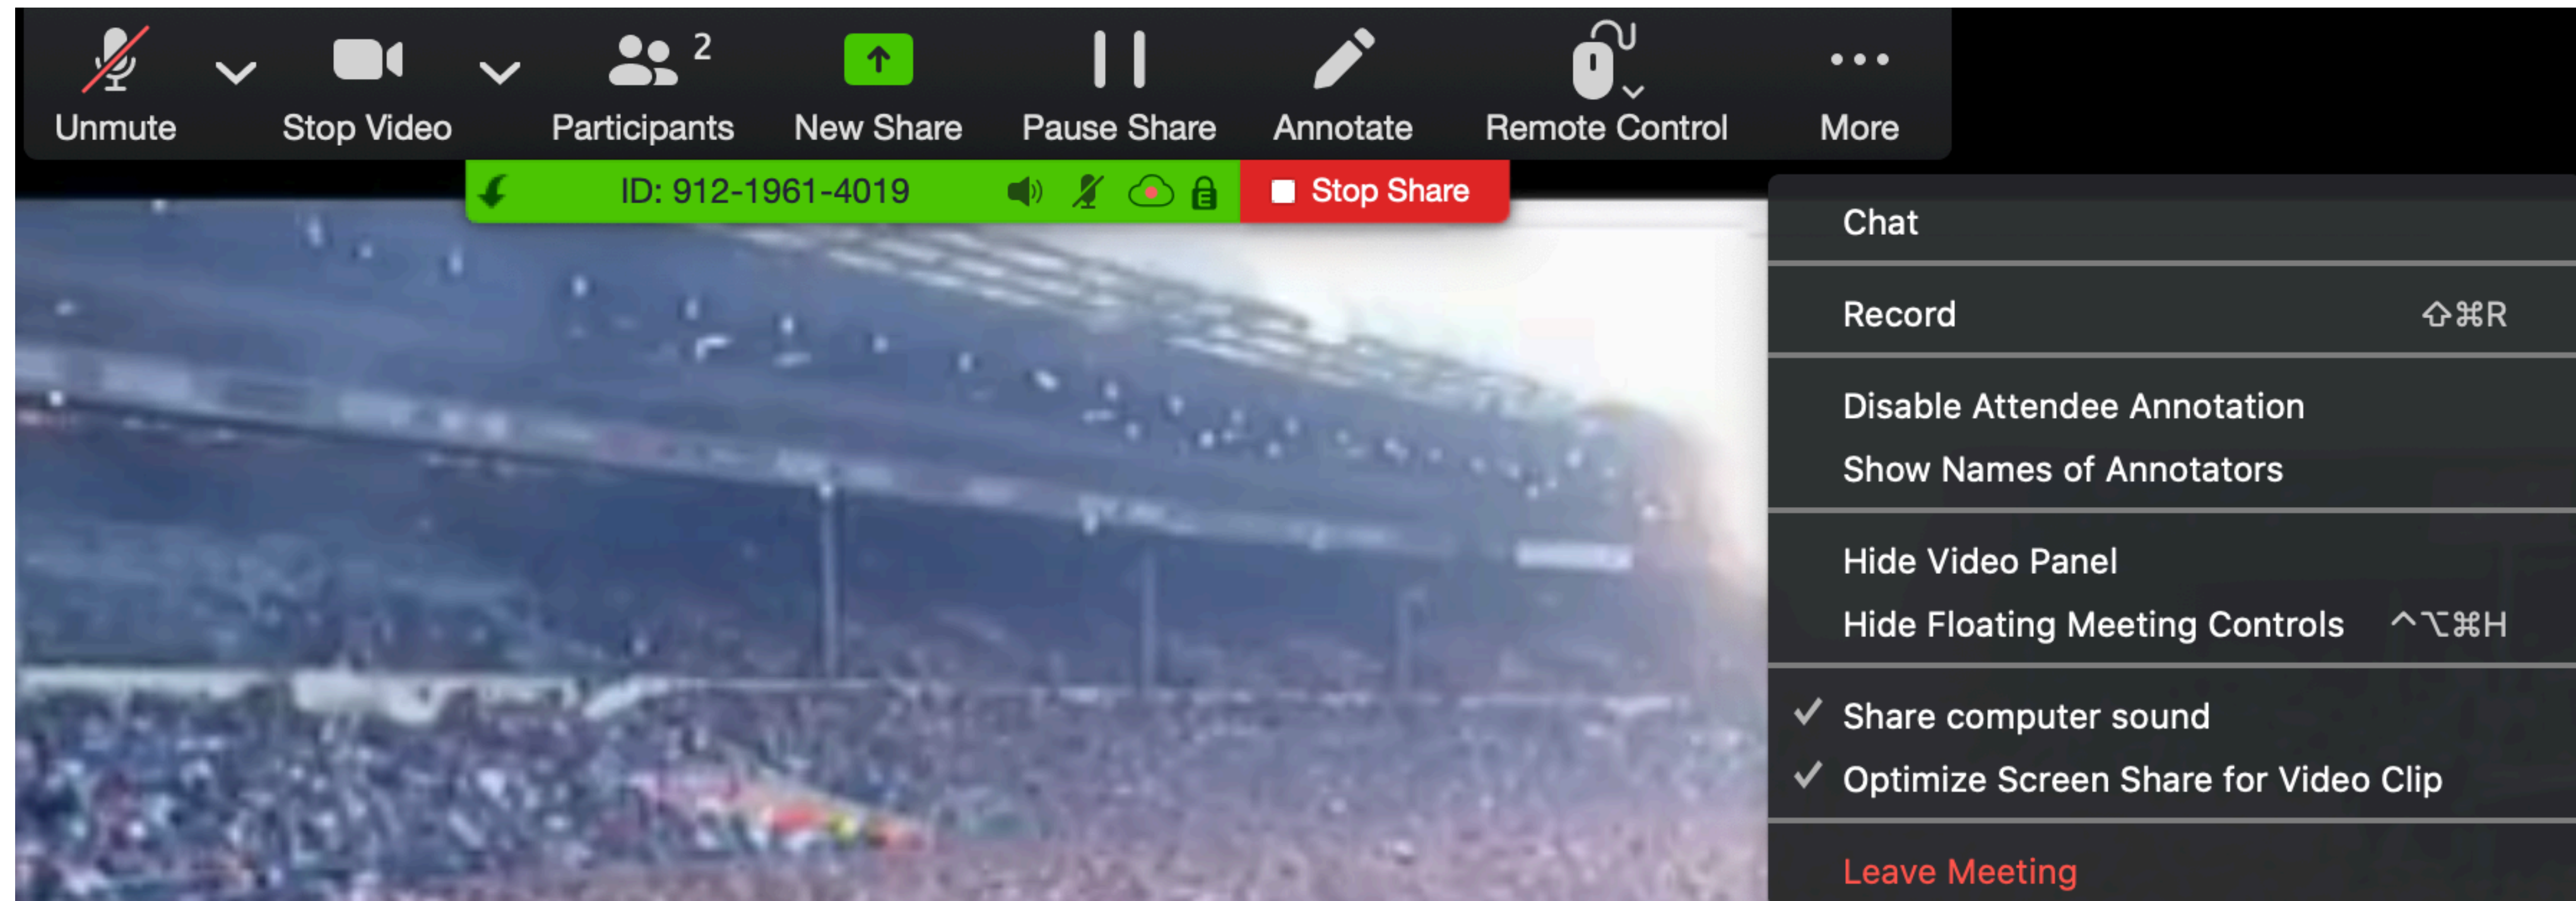 2
Unmute
Stop Video
Participants
New Share
Pause Share
Annotate
Remote Control
More
ID: 912-1961-4019
Stop Share
Chat
Record ⇧⌘R
Disable Attendee Annotation
Show Names of Annotators
Hide Video Panel
Hide Floating Meeting Controls ^⌥⌘H
Share computer sound
Optimize Screen Share for Video Clip
Leave Meeting